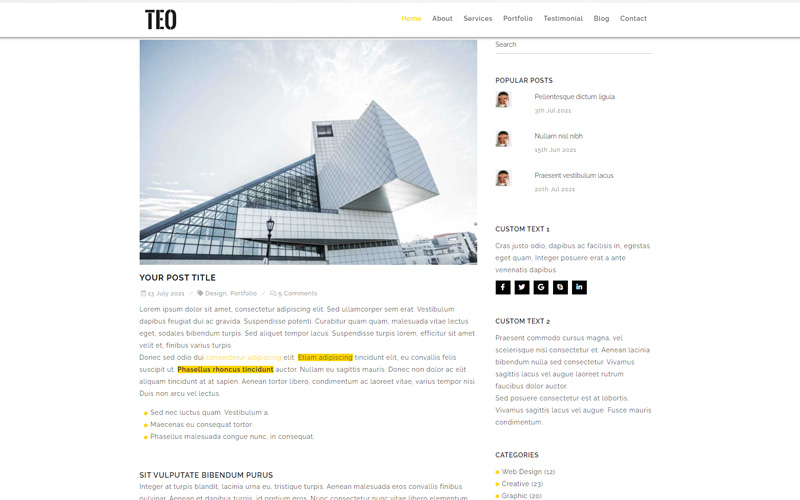 TEO
Home About Services Portfolio Testimonial Blog Contact
YOUR POST TITLE
13 July 2021 / Design, Portfolio / 5 Comments
Lorem ipsum dolor sit amet, consectetur adipiscing elit. Sed ullamcorper sem erat. Vestibulum
dapibus feugiat dui ac gravida. Suspendisse potenti. Curabitur quam quam, malesuada vitae lectus
eget, sodales bibendum turpis. Sed aliquet tempor lacus. Suspendisse turpis lorem, efficitur sit amet
velit et, finibus varius turpis.
Donec sed odio dui consectetur adipiscing elit. Etiam adipiscing tincidunt elit, eu convallis felis
suscipit ut. Phasellus rhoncus tincidunt auctor. Nullam eu sagittis mauris. Donec non dolor ac elit
aliquam tincidunt at at sapien. Aenean tortor libero, condimentum ac laoreet vitae, varius tempor nisi.
Duis non arcu vel lectus.
Sed nec luctus quam. Vestibulum a.
Maecenas eu consequat tortor.
Phasellus malesuada congue nunc, in consequat.
SIT VULPUTATE BIBENDUM PURUS
Integer at turpis blandit, lacinia urna eu, tristique turpis. Aenean malesuada eros convallis finibus
pulvinar. Aenean et dapibus turpis, id pretium eros. Nunc consectetur nunc vitae libero elementum,
Search
POPULAR POSTS
Pellentesque dictum ligula
3th Jul 2021
Nullam nisl nibh
15th Jun 2021
Praesent vestibulum lacus
20th Jul 2021
CUSTOM TEXT 1
Cras justo odio, dapibus ac facilisis in, egestas
eget quam. Integer posuere erat a ante
venenatis dapibus
CUSTOM TEXT 2
Praesent commodo cursus magna, vel
scelerisque nisl consectetur et. Aenean lacinia
bibendum nulla sed consectetur. Vivamus
sagittis lacus vel augue laoreet rutrum
faucibus dolor auctor.
Sed posuere consectetur est at lobortis.
Vivamus sagittis lacus vel augue. Fusce mauris
condimentum.
CATEGORIES
Web Design (12)
Creative (23)
Graphic (20)